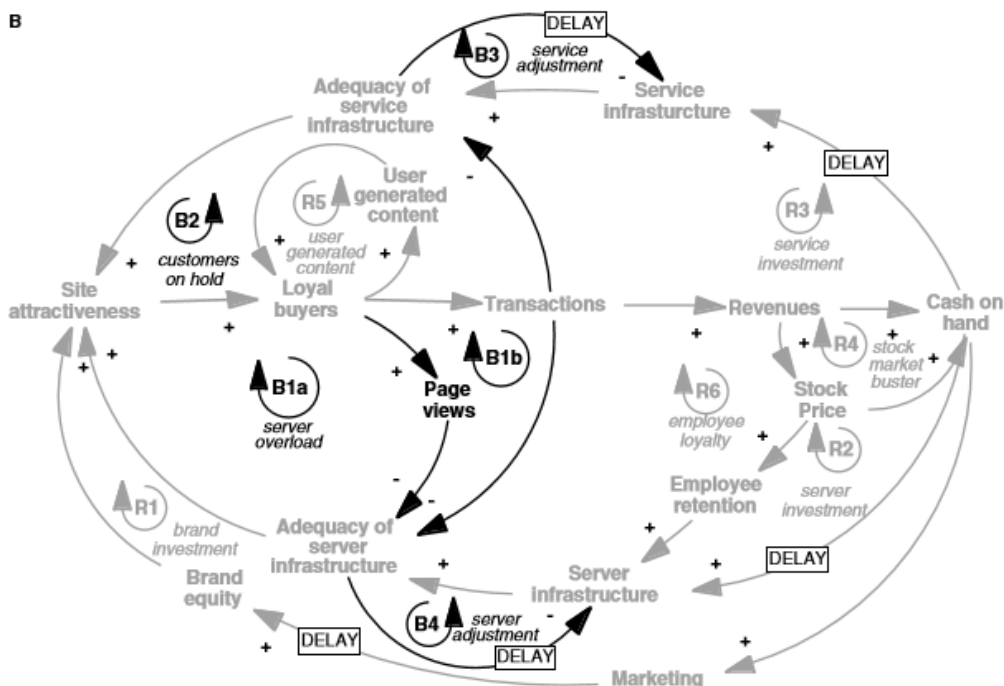 B
DELAY
B3
service
adjustment
Adequacy of
service
infrastructure
-
Service
infrasturcture
+
+
DELAY
User
generated
content
-
R5
user
generated
content
+
+
B2
customers
on hold
+
R3
service
investment
Site
attractiveness
+
Loyal
buyers
+
Transactions
+
Revenues
+
Cash on
hand
+
+
B1a
server
overload
+
Page
views
B1b
+
R4
stock
market
buster
+
R6
employee
loyalty
Stock
Price
+
R2
server
investment
Employee
retention
-
-
R1
brand
investment
Adequacy of
server
infrastructure
+
+
+
DELAY
Server
infrastructure
Brand
equity
+
DELAY
B4
server
adjustment
-
DELAY
+
Marketing